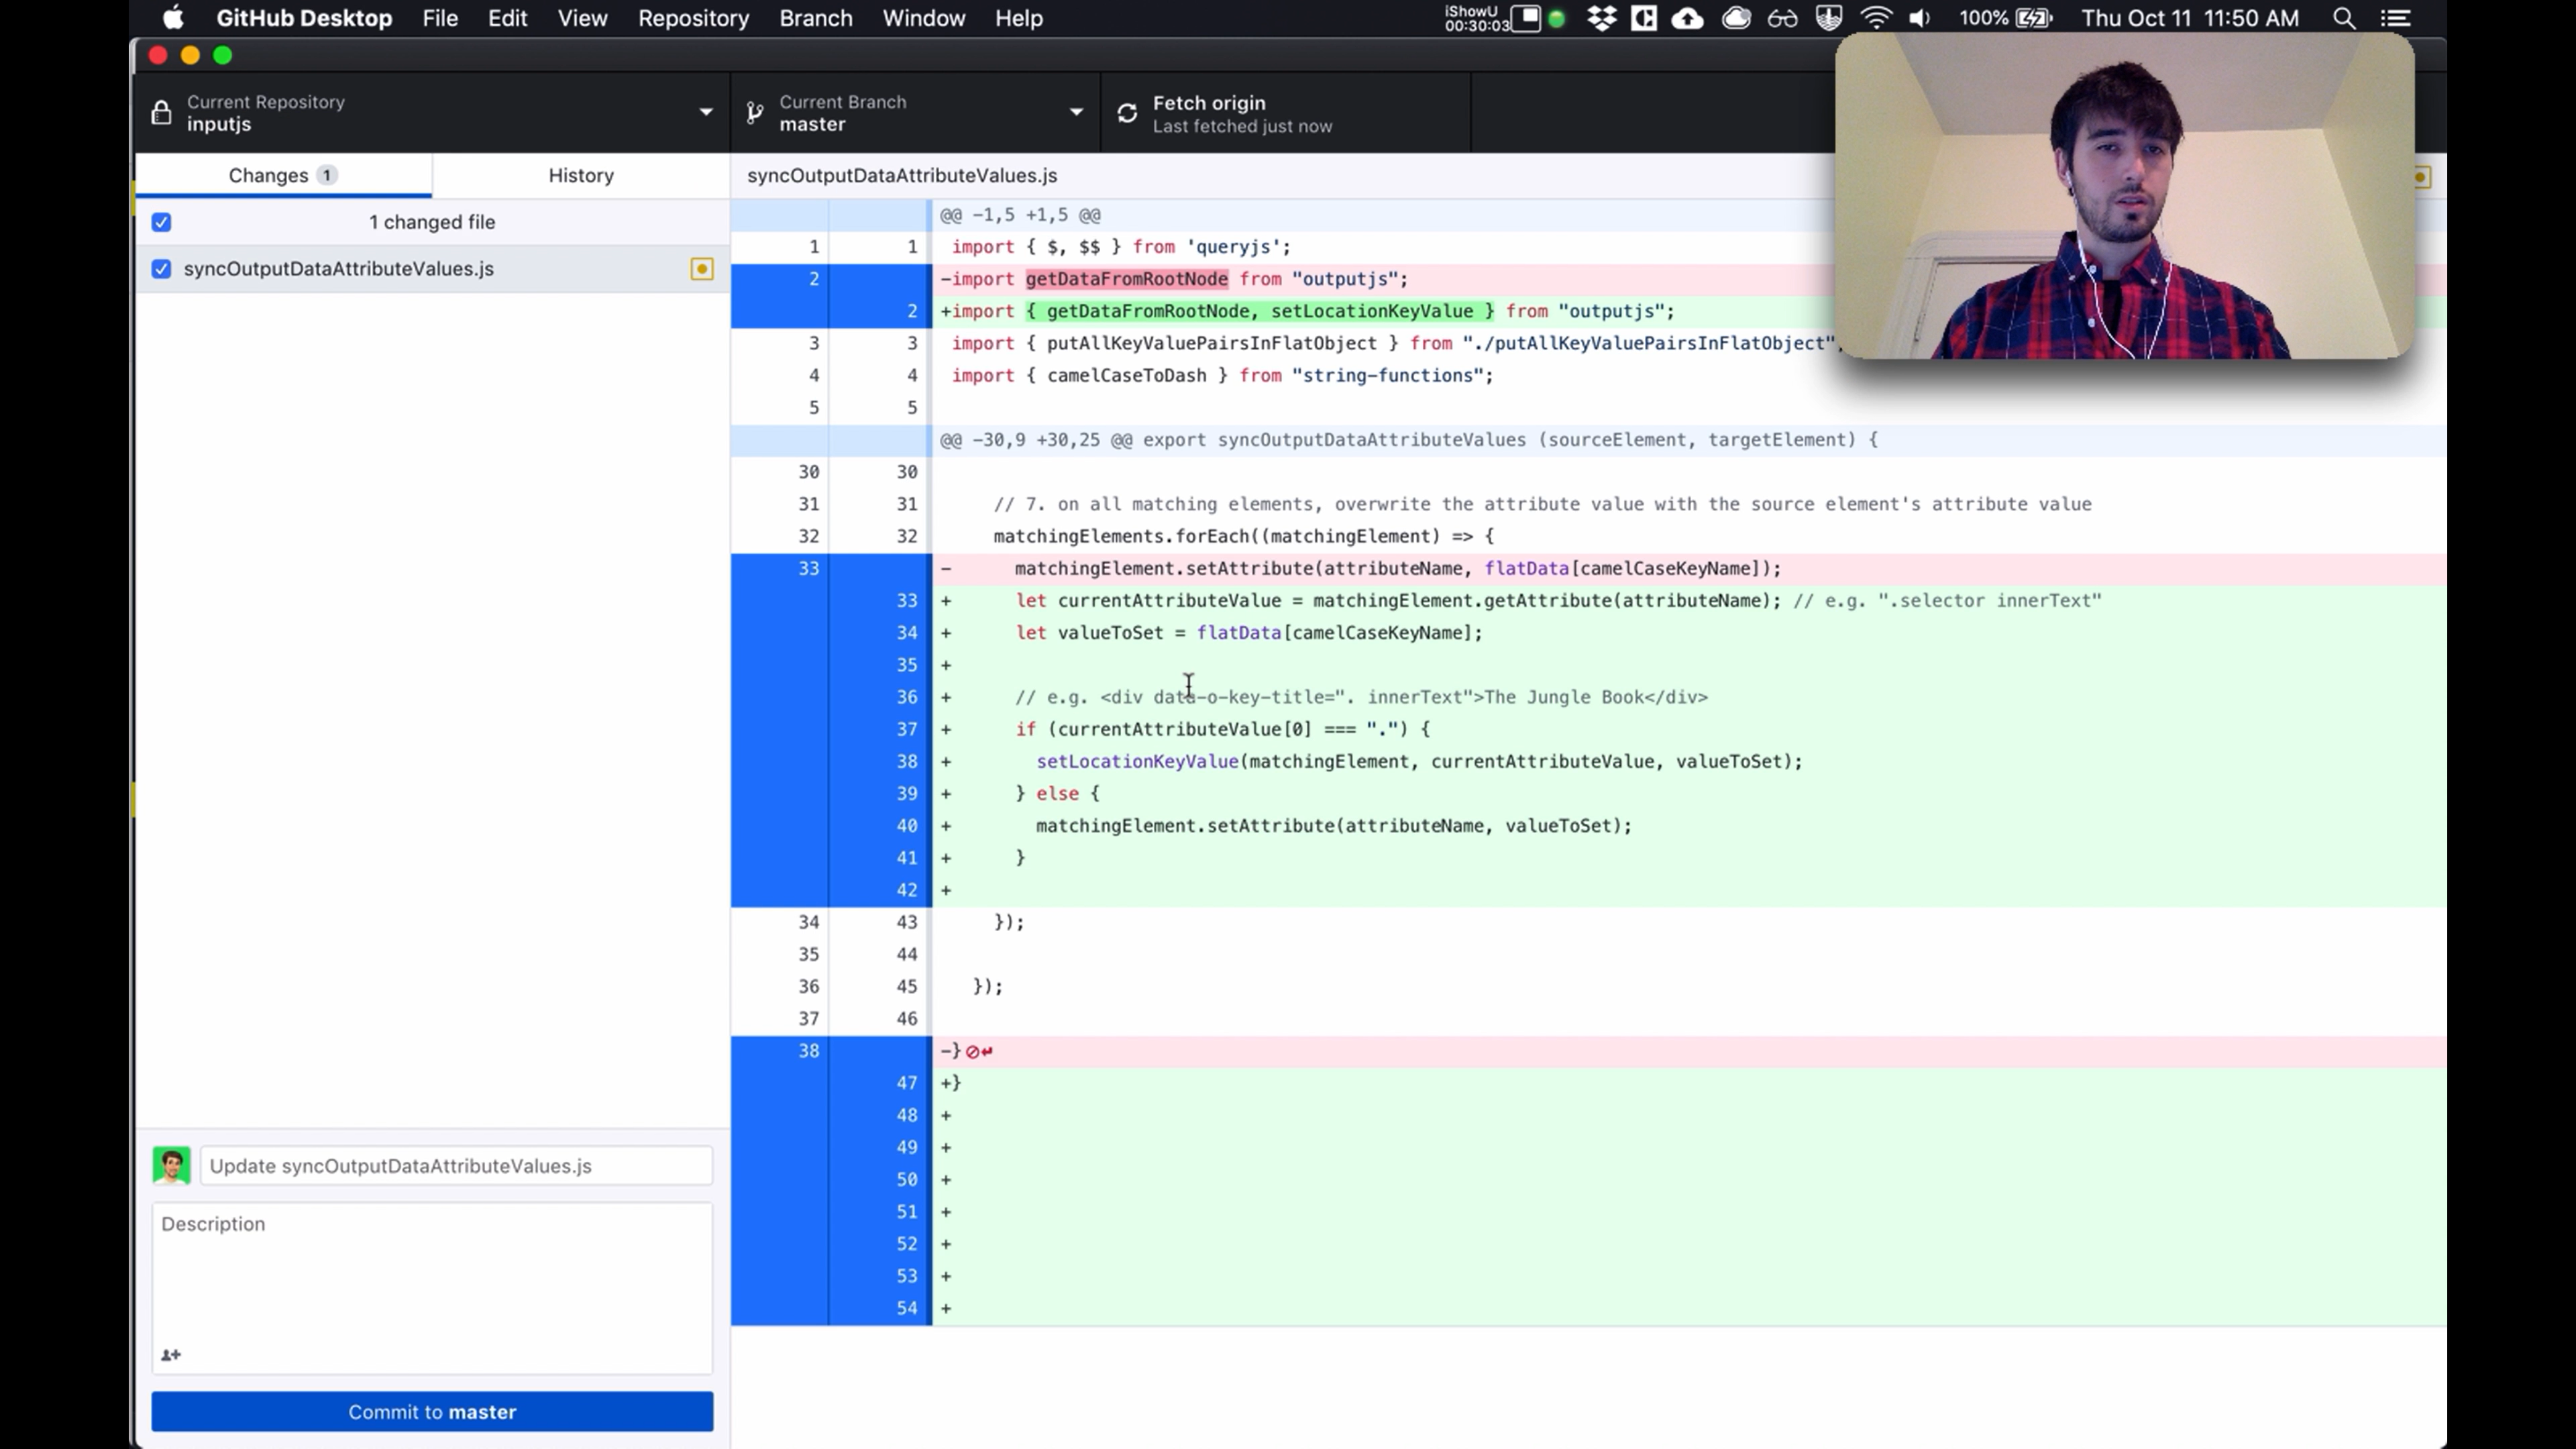 GitHub Desktop File Edit View Repository Branch Window Help iShowU 00:30:03 100% Thu Oct 11 11:50 AM
Current Repository
inputjs
Current Branch
master
Fetch origin
Last fetched just now
Changes 1
History
1 changed file
syncOutputDataAttributeValues.js
Update syncOutputDataAttributeValues.js
Description
Commit to master
syncOutputDataAttributeValues.js
@@ -1,5 +1,5 @@
1 1 import { $, $$ } from 'queryjs';
2 -import getDataFromRootNode from "outputjs";
2 +import { getDataFromRootNode, setLocationKeyValue } from "outputjs";
3 3 import { putAllKeyValuePairsInFlatObject } from "./putAllKeyValuePairsInFlatObject"
4 4 import { camelCaseToDash } from "string-functions";
5 5
@@ -30,9 +30,25 @@ export syncOutputDataAttributeValues (sourceElement, targetElement) {
30 30
31 31 // 7. on all matching elements, overwrite the attribute value with the source element's attribute value
32 32 matchingElements.forEach((matchingElement) => {
33 - matchingElement.setAttribute(attributeName, flatData[camelCaseKeyName]);
33 + let currentAttributeValue = matchingElement.getAttribute(attributeName); // e.g. ".selector innerText"
34 + let valueToSet = flatData[camelCaseKeyName];
35 +
36 + // e.g. <div data-o-key-title=". innerText">The Jungle Book</div>
37 + if (currentAttributeValue[0] === ".") {
38 + setLocationKeyValue(matchingElement, currentAttributeValue, valueToSet);
39 + } else {
40 + matchingElement.setAttribute(attributeName, valueToSet);
41 + }
42 +
34 43 });
35 44
36 45 });
37 46
38 -}
47 +}
48 +
49 +
50 +
51 +
52 +
53 +
54 +